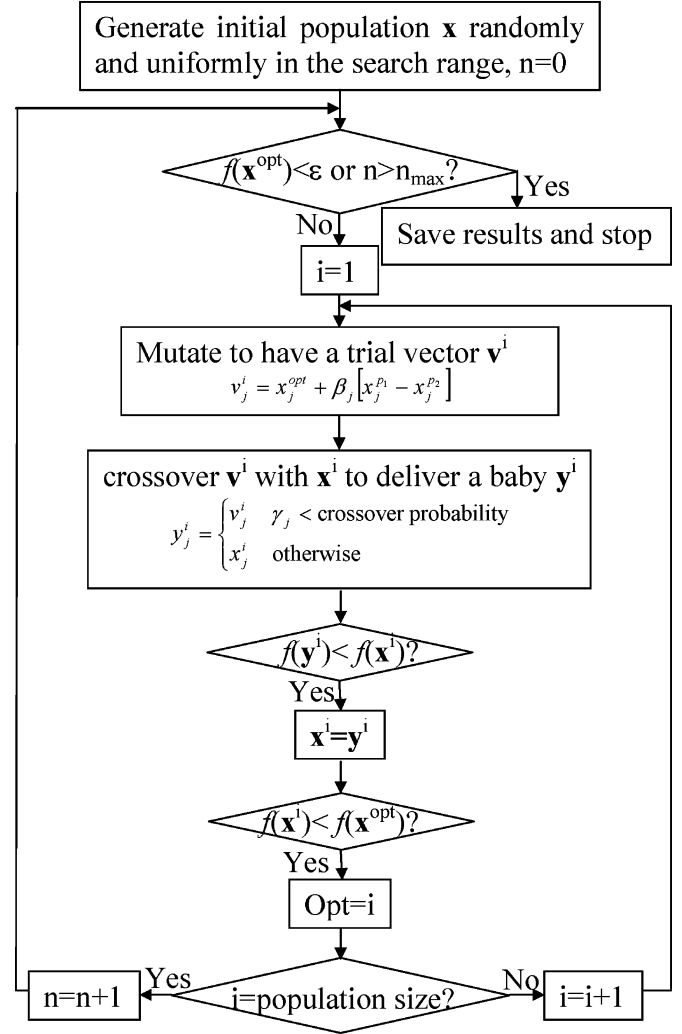 Generate initial population x randomly
and uniformly in the search range, n=0
f(x^opt)<ε or n>n_max?
Yes
No
Save results and stop
i=1
Mutate to have a trial vector v^i
v_j^i = x_j^opt + β_j [x_j^p1 − x_j^p2]
crossover v^i with x^i to deliver a baby y^i
y_j^i = { v_j^i γ_j < crossover probability
x_j^i otherwise
f(y^i)< f(x^i)?
Yes
x^i=y^i
f(x^i)< f(x^opt)?
Yes
Opt=i
n=n+1
Yes
i=population size?
No
i=i+1